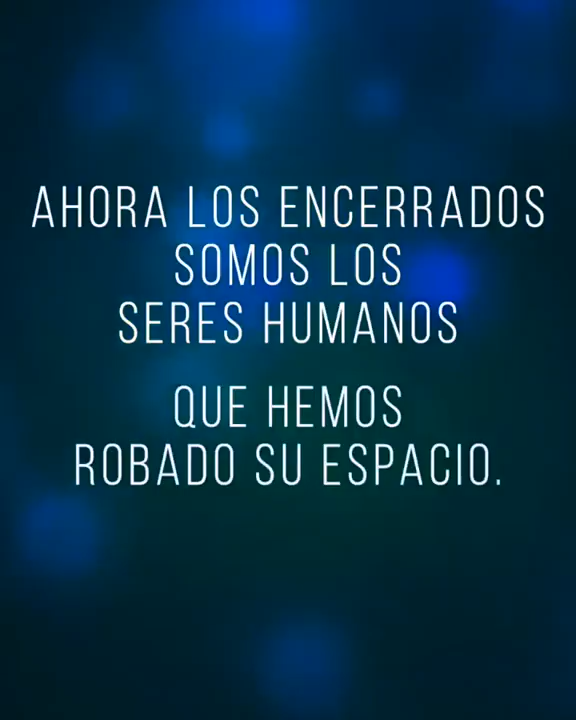 AHORA LOS ENCERRADOS
SOMOS LOS
SERES HUMANOS
QUE HEMOS
ROBADO SU ESPACIO.